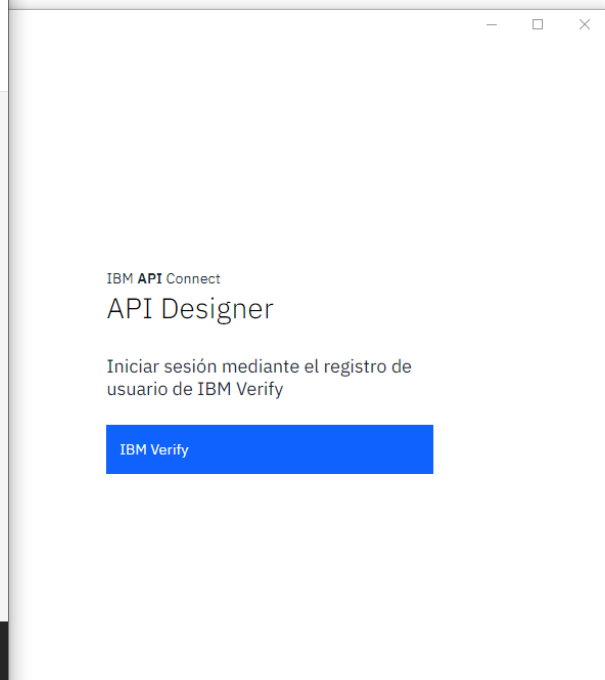 IBM API Connect
API Designer
Iniciar sesión mediante el registro de
usuario de IBM Verify
IBM Verify